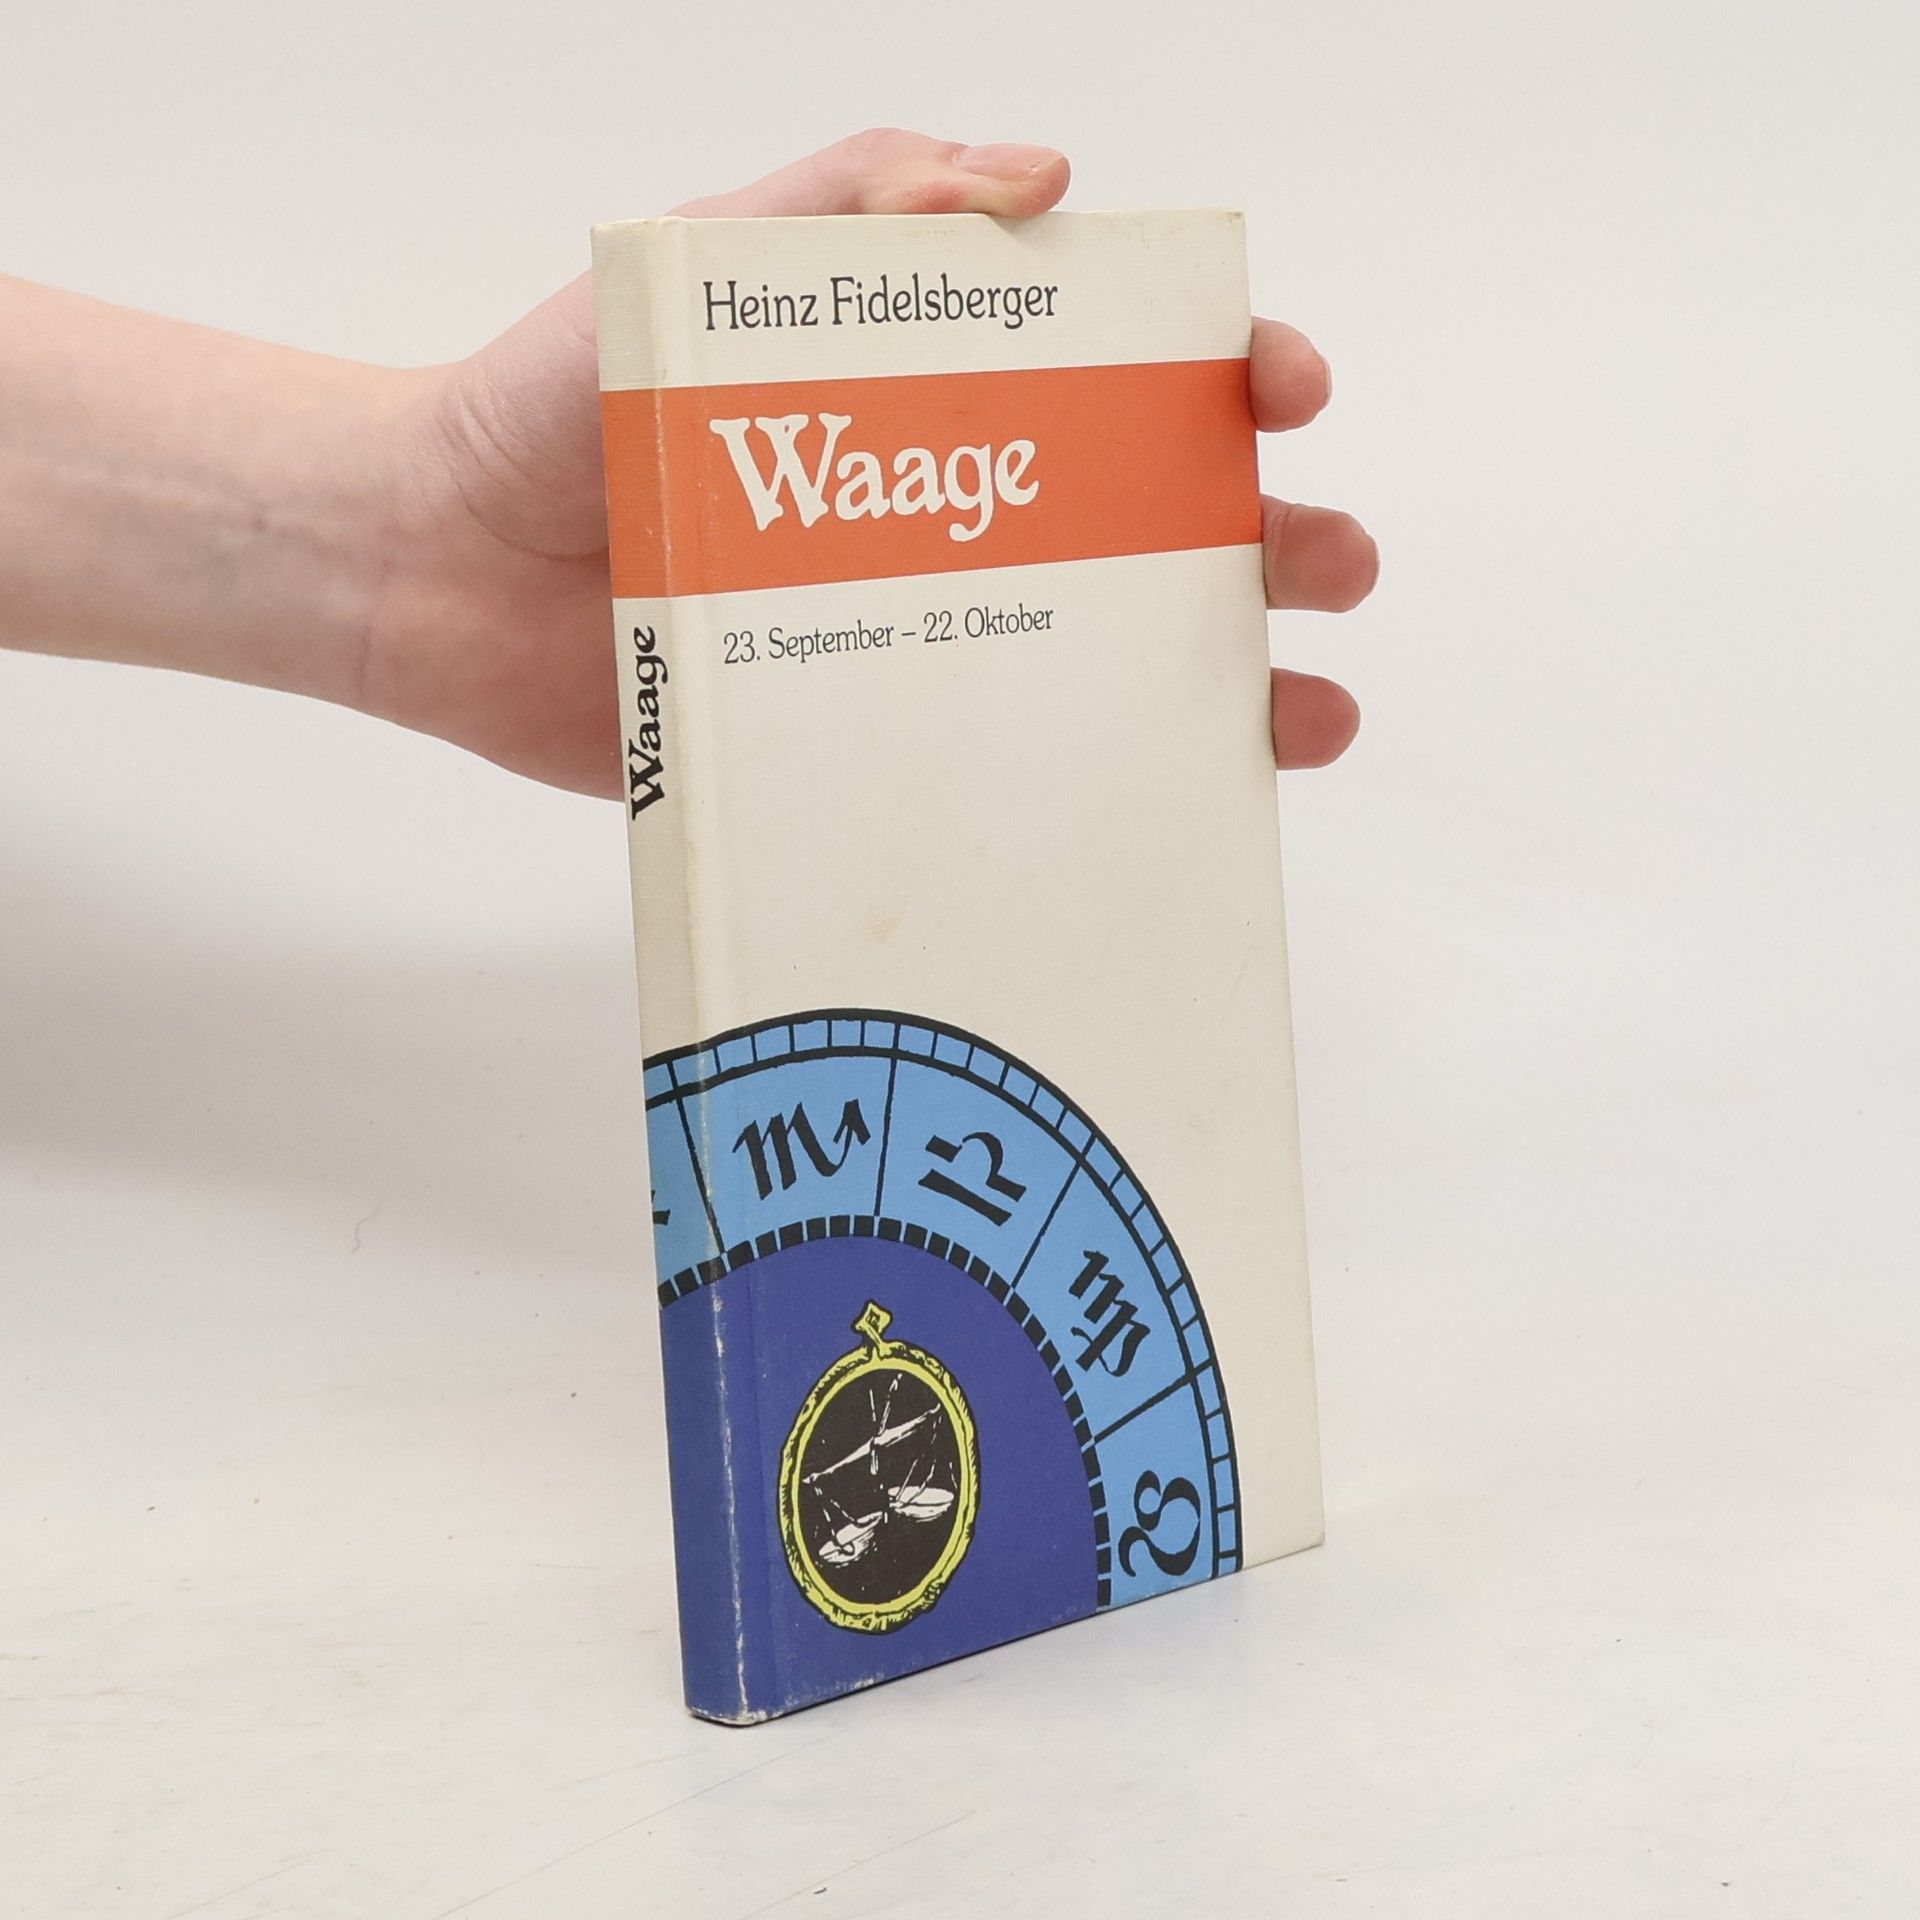 Heinz Fidelsberger
Waage
23. September – 22. Oktober
Waage